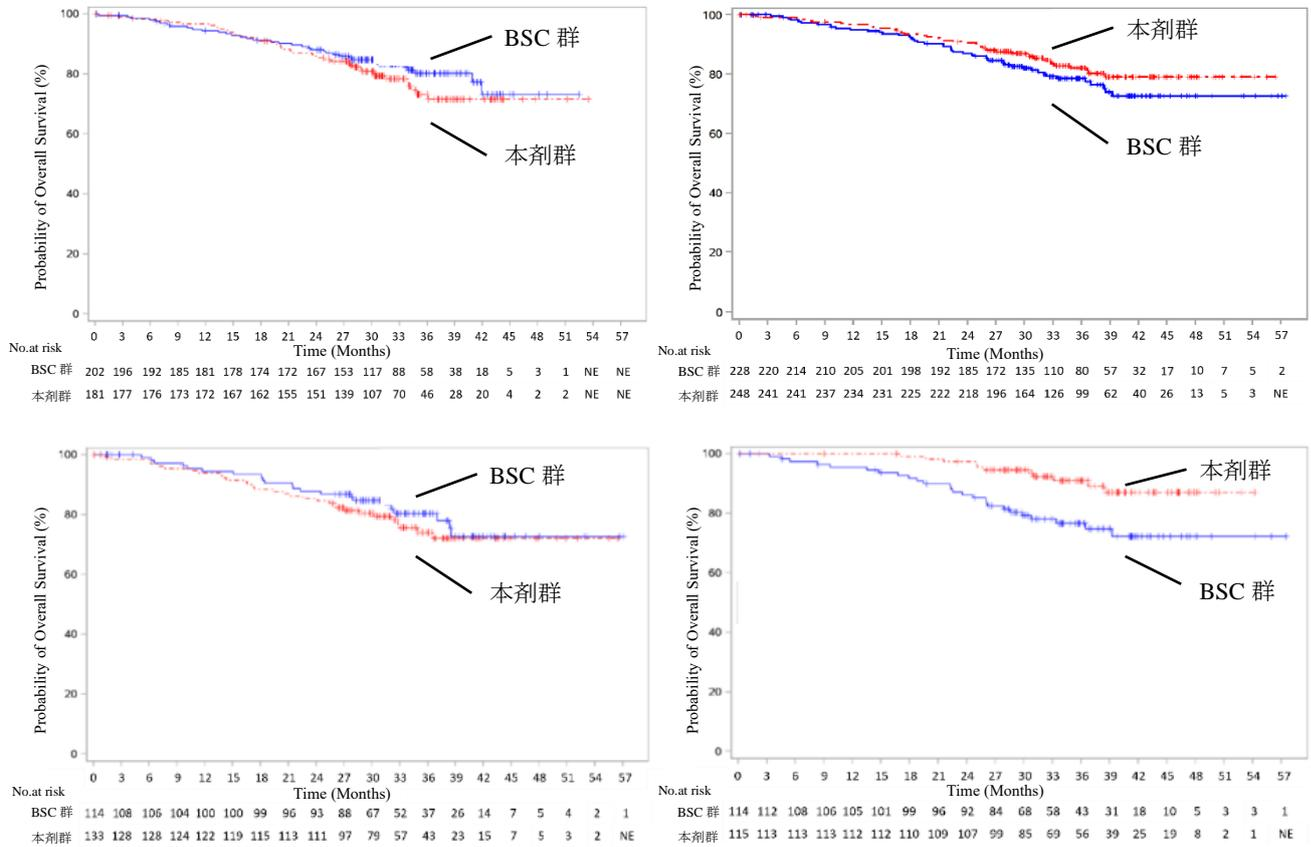 100
80
60
40
20
0
Probability of Overall Survival (%)
BSC 群
本剤群
0 3 6 9 12 15 18 21 24 27 30 33 36 39 42 45 48 51 54 57
Time (Months)
No.at risk
BSC 群 202 196 192 185 181 178 174 172 167 153 117 88 58 38 18 5 3 1 NE NE
本剤群 181 177 176 173 172 167 162 155 151 139 107 70 46 28 20 4 2 2 NE NE
100
80
60
40
20
0
Probability of Overall Survival (%)
本剤群
BSC 群
0 3 6 9 12 15 18 21 24 27 30 33 36 39 42 45 48 51 54 57
Time (Months)
No.at risk
BSC 群 228 220 214 210 205 201 198 192 185 172 135 110 80 57 32 17 10 7 5 2
本剤群 248 241 241 237 234 231 225 222 218 196 164 126 99 62 40 26 13 5 3 NE
100
80
60
40
20
0
Probability of Overall Survival (%)
BSC 群
本剤群
0 3 6 9 12 15 18 21 24 27 30 33 36 39 42 45 48 51 54 57
Time (Months)
No.at risk
BSC 群 114 108 106 104 100 100 99 96 93 88 67 52 37 26 14 7 5 4 2 1
本剤群 133 128 128 124 122 119 115 113 111 97 79 57 43 23 15 7 5 3 2 NE
100
80
60
40
20
0
Probability of Overall Survival (%)
本剤群
BSC 群
0 3 6 9 12 15 18 21 24 27 30 33 36 39 42 45 48 51 54 57
Time (Months)
No.at risk
BSC 群 114 112 108 106 105 101 99 96 92 84 68 58 43 31 18 10 5 3 3 1
本剤群 115 113 113 113 112 112 110 109 107 99 85 69 56 39 25 19 8 2 1 NE